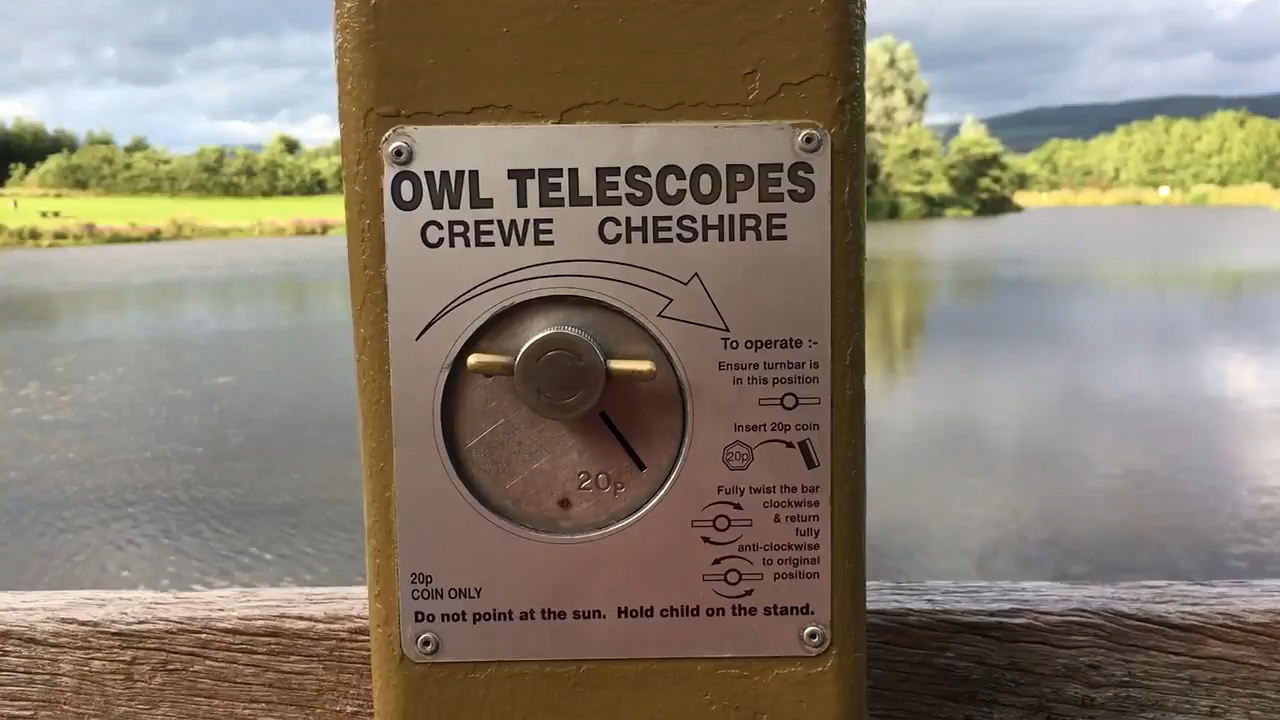 OWL TELESCOPES
CREWE CHESHIRE
To operate :-
Ensure turnbar is
in this position
Insert 20p coin
20p
Fully twist the bar
clockwise
& return
fully
anti-clockwise
to original
position
20p
20p
COIN ONLY
Do not point at the sun. Hold child on the stand.